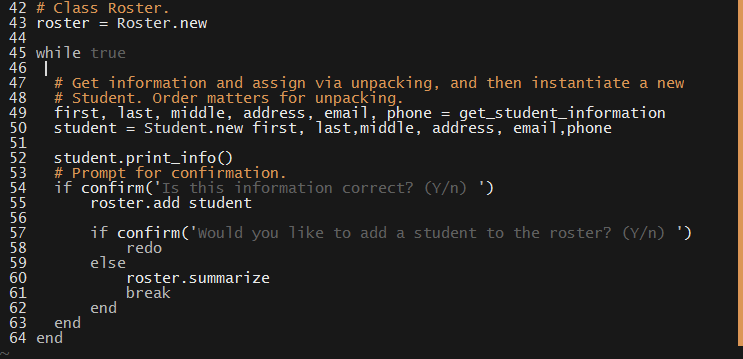 42 # Class Roster.
43 roster = Roster.new
44
45 while true
46
47   # Get information and assign via unpacking, and then instantiate a new
48   # Student. Order matters for unpacking.
49   first, last, middle, address, email, phone = get_student_information
50   student = Student.new first, last,middle, address, email,phone
51
52   student.print_info()
53   # Prompt for confirmation.
54   if confirm('Is this information correct? (Y/n) ')
55       roster.add student
56
57       if confirm('Would you like to add a student to the roster? (Y/n) ')
58           redo
59       else
60           roster.summarize
61           break
62       end
63   end
64 end
~